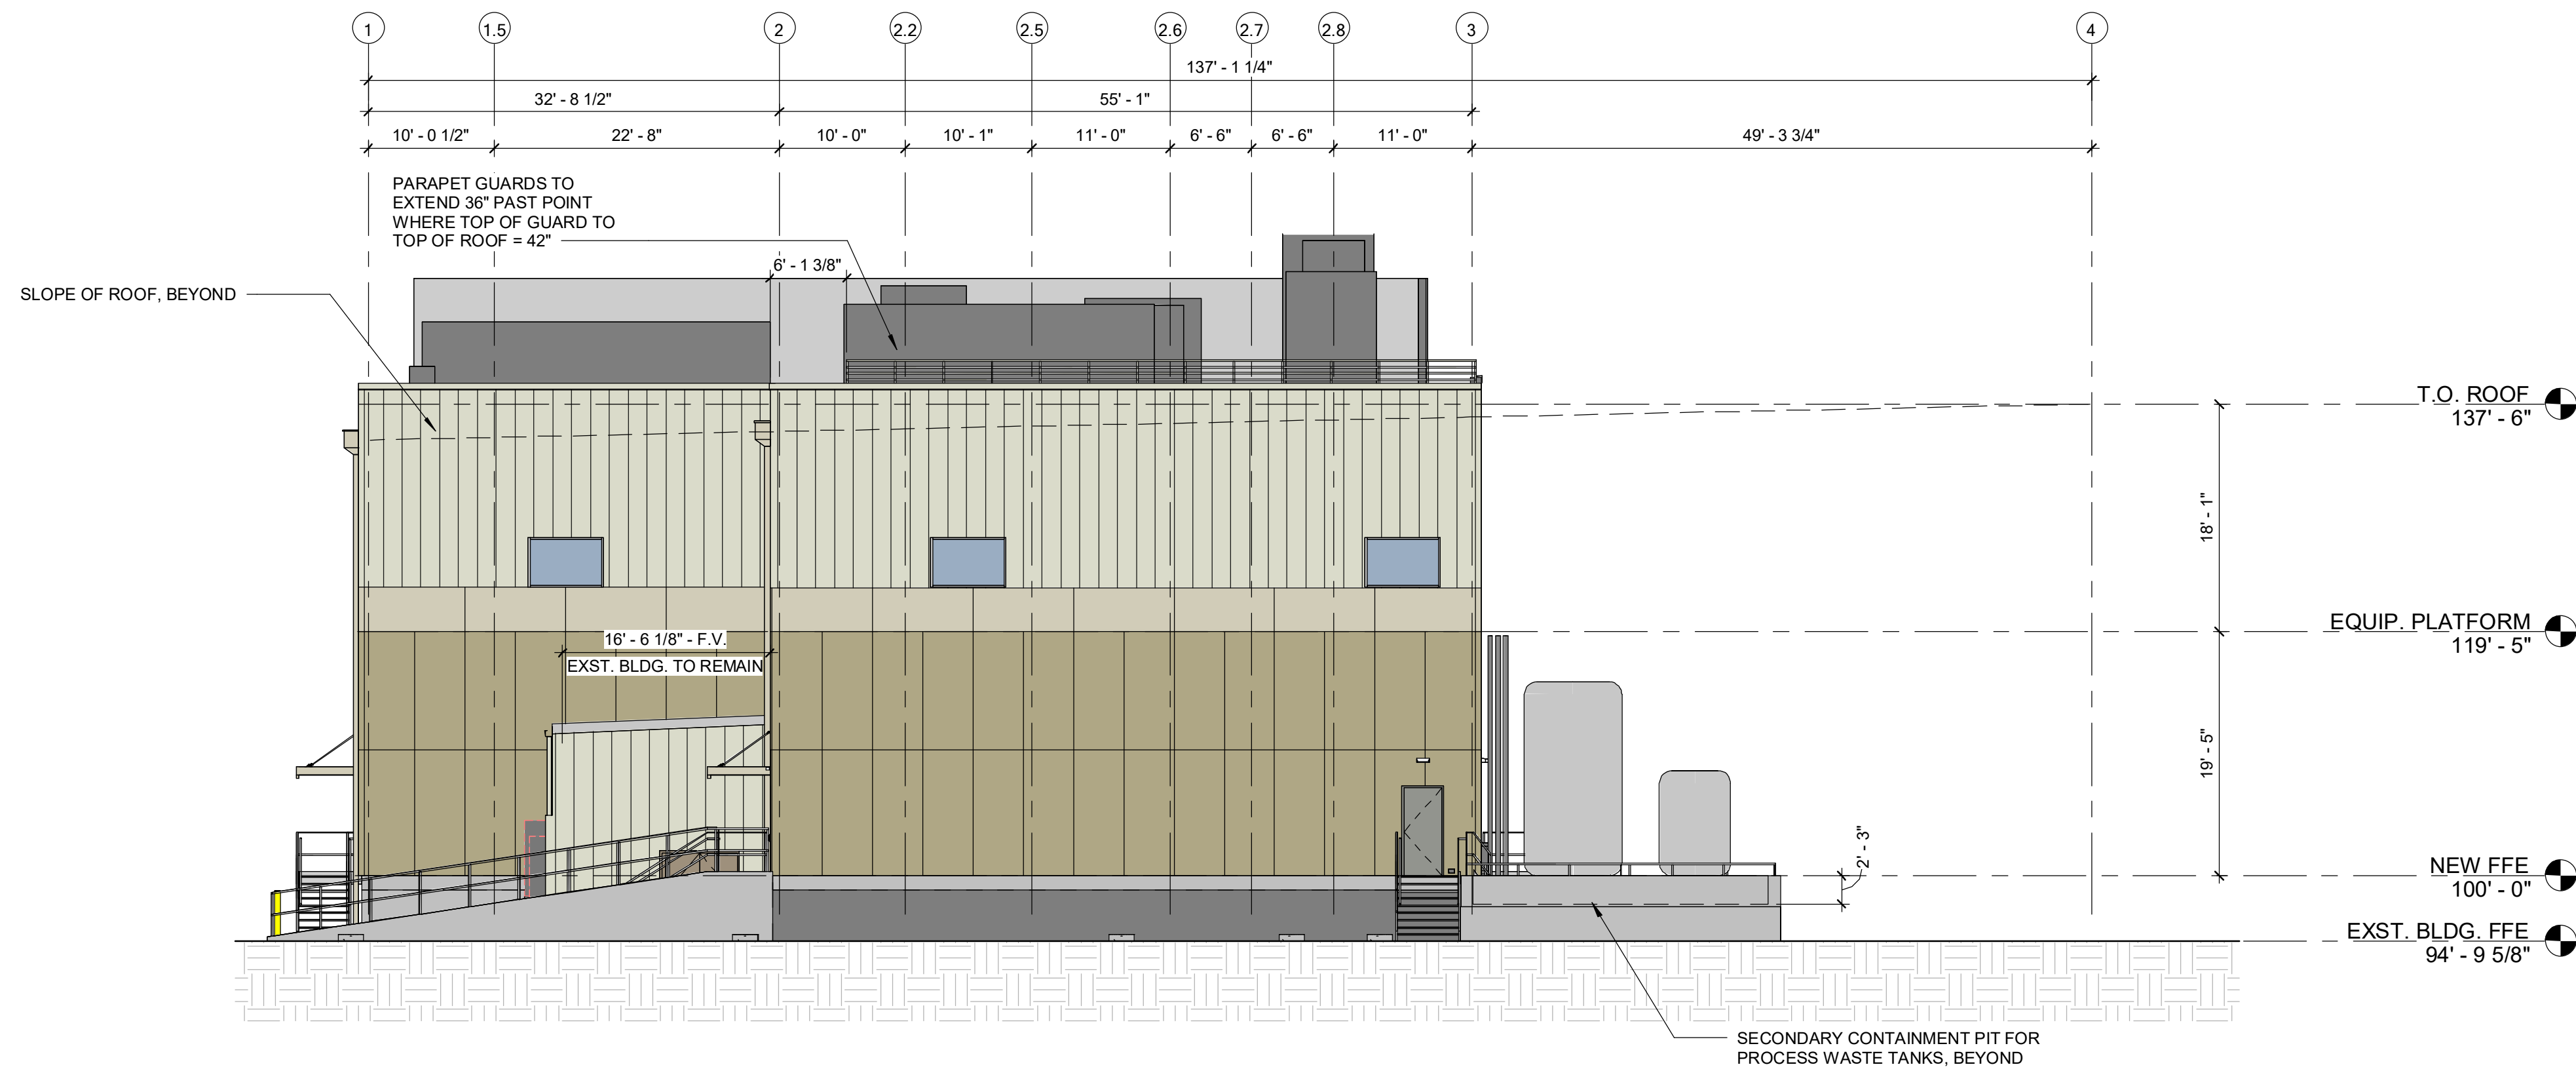 1 1.5 2 2.2 2.5 2.6 2.7 2.8 3 4
137' - 1 1/4"
32' - 8 1/2" 55' - 1"
10' - 0 1/2" 22' - 8" 10' - 0" 10' - 1" 11' - 0" 6' - 6" 6' - 6" 11' - 0" 49' - 3 3/4"
PARAPET GUARDS TO
EXTEND 36" PAST POINT
WHERE TOP OF GUARD TO
TOP OF ROOF = 42"
6' - 1 3/8"
SLOPE OF ROOF, BEYOND
T.O. ROOF
137' - 6"
18' - 1"
EQUIP. PLATFORM
119' - 5"
16' - 6 1/8" - F.V.
EXST. BLDG. TO REMAIN
19' - 5"
2' - 3"
NEW FFE
100' - 0"
EXST. BLDG. FFE
94' - 9 5/8"
SECONDARY CONTAINMENT PIT FOR
PROCESS WASTE TANKS, BEYOND